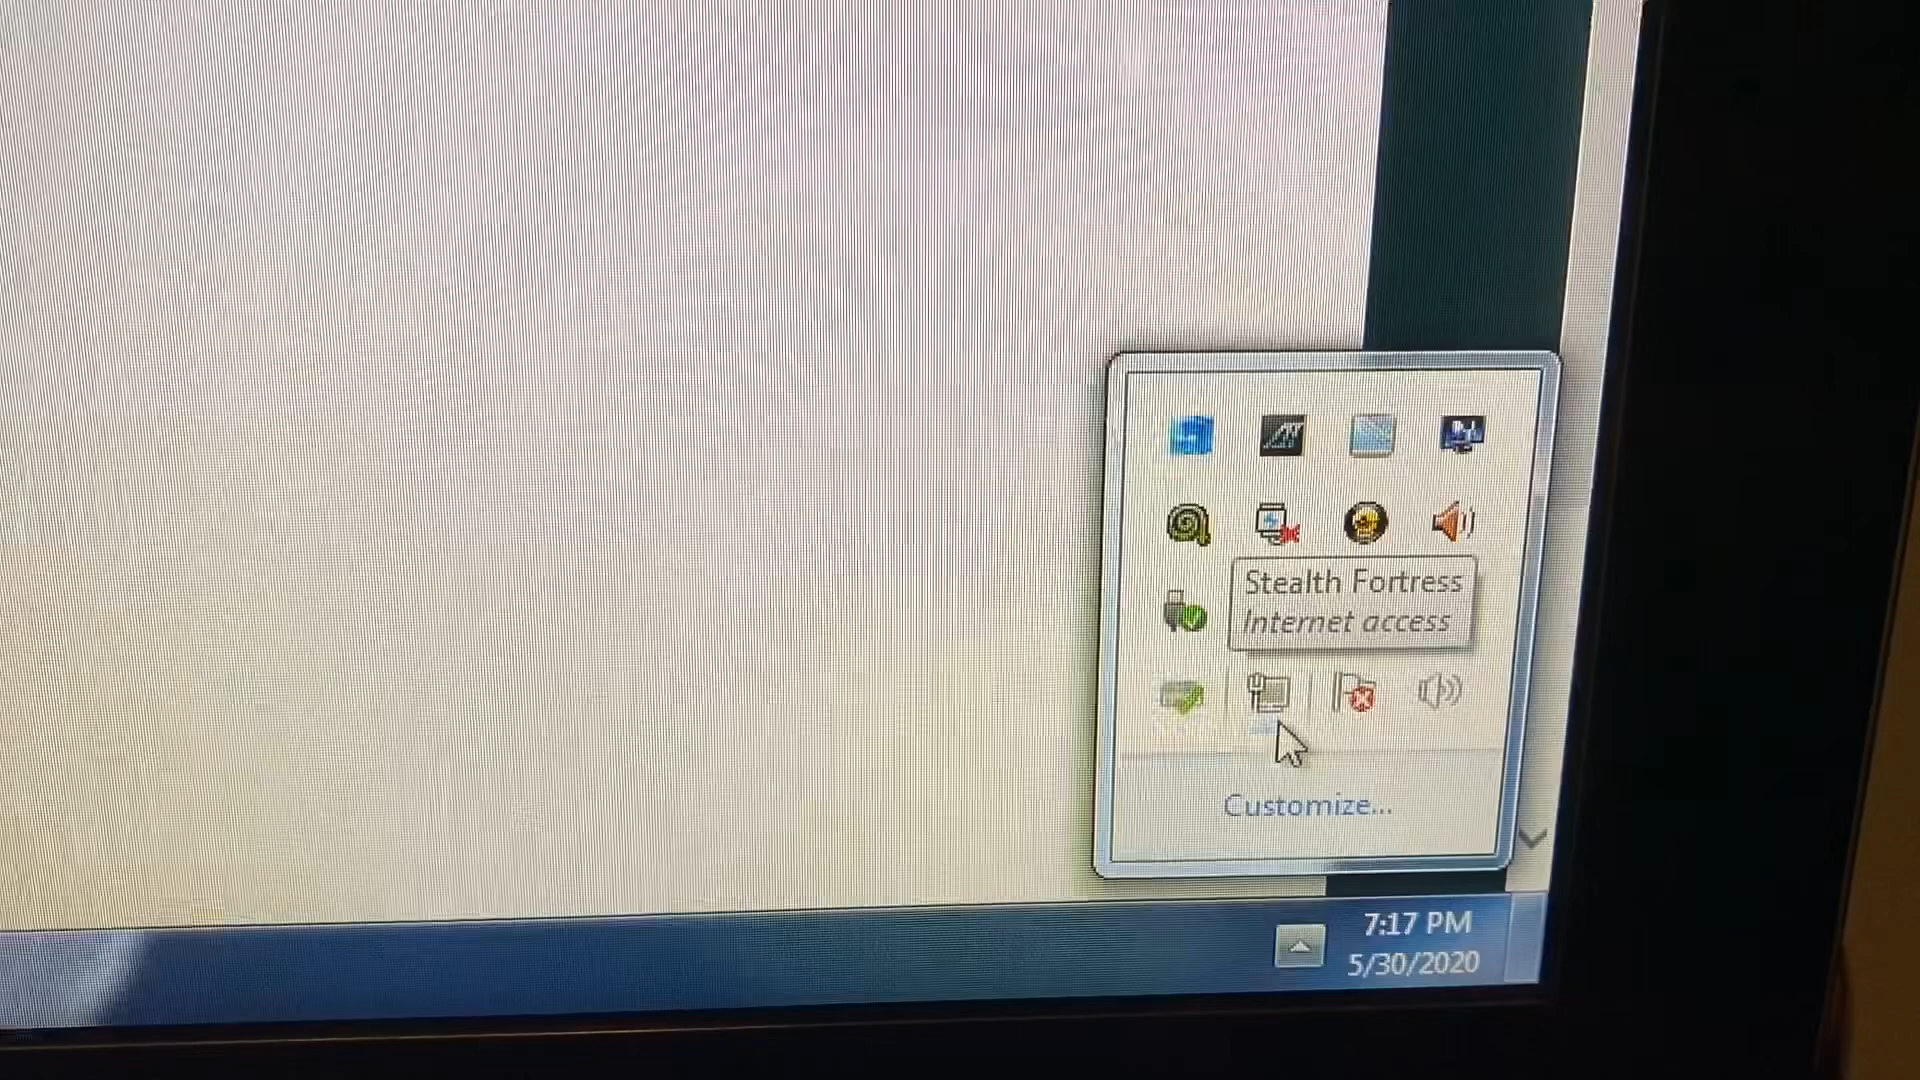 Stealth Fortress
Internet access
Customize...
7:17 PM
5/30/2020